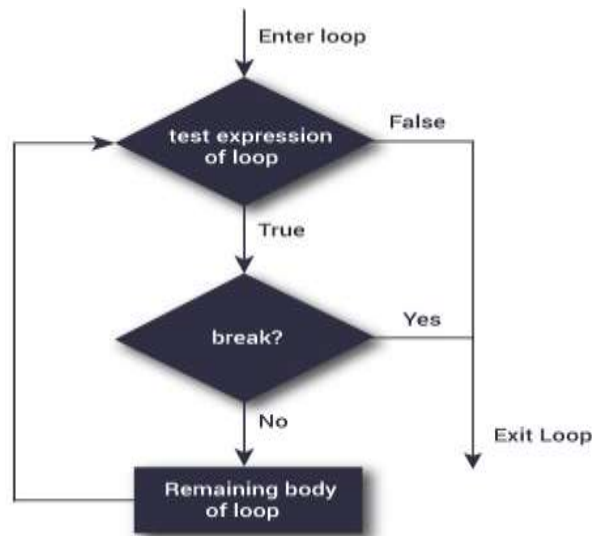 Enter loop
test expression
of loop
False
True
break?
Yes
No
Exit Loop
Remaining body
of loop